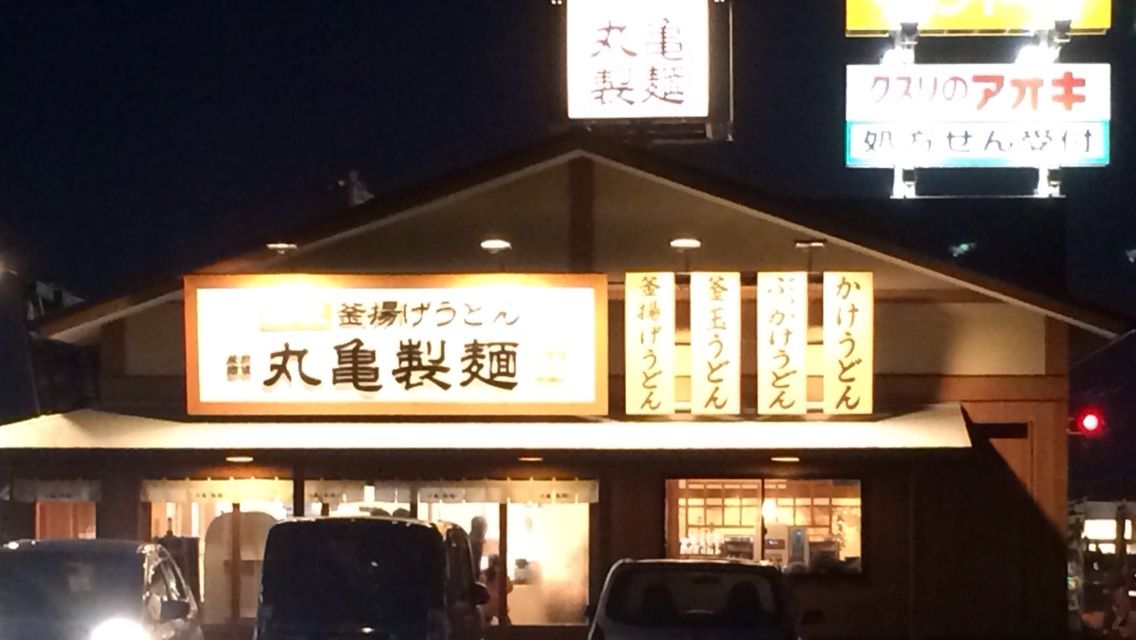 丸亀
製麺
クスリのアオキ
処方せん受付
釜揚げうどん
丸亀製麺
釜揚げうどん
釜玉うどん
ぶっかけうどん
かけうどん